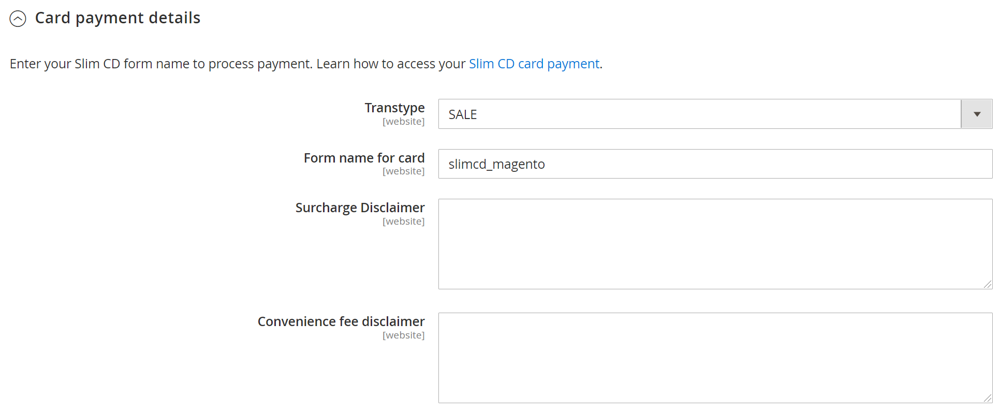 Card payment details
Enter your Slim CD form name to process payment. Learn how to access your Slim CD card payment.
Transtype
[website]
SALE
Form name for card
[website]
slimcd_magento
Surcharge Disclaimer
[website]
Convenience fee disclaimer
[website]